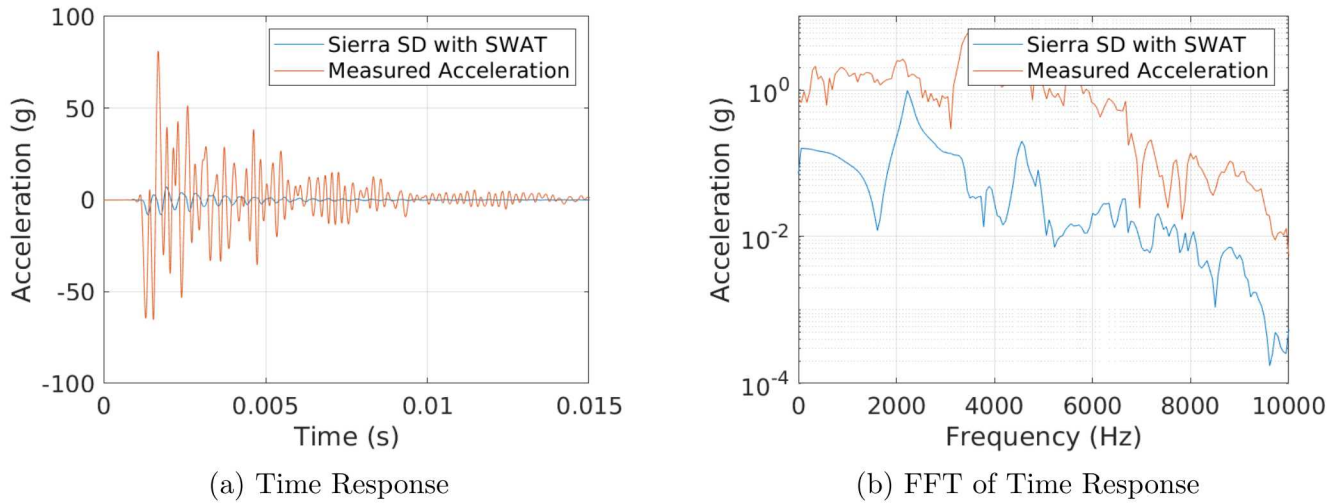 100
50
0
-50
-100
Acceleration (g)
Sierra SD with SWAT
Measured Acceleration
0
0.005
0.01
0.015
Time (s)
(a) Time Response
10^0
10^-2
10^-4
Acceleration (g)
Sierra SD with SWAT
Measured Acceleration
0
2000
4000
6000
8000
10000
Frequency (Hz)
(b) FFT of Time Response